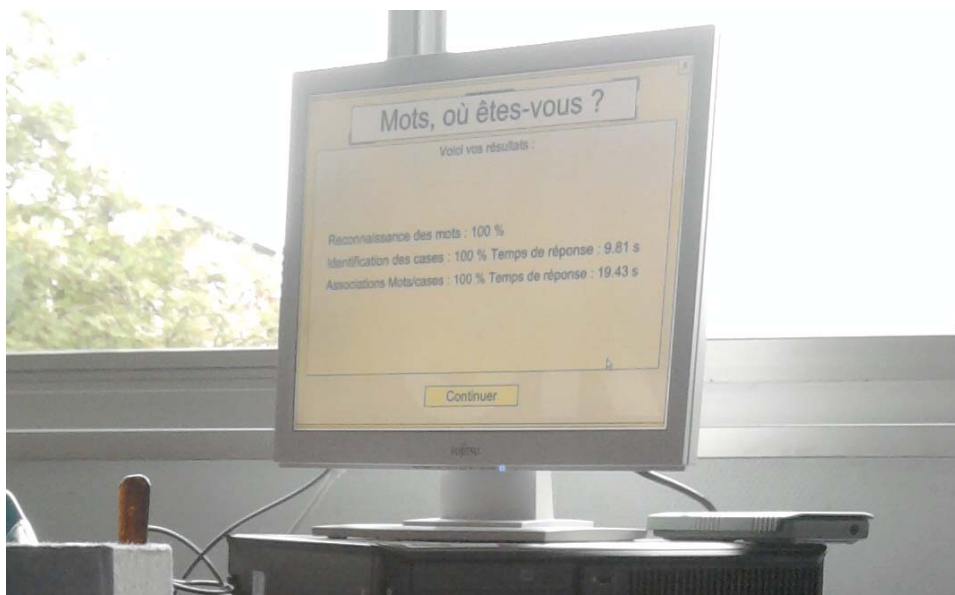 x
Mots, où êtes-vous ?
Voici vos résultats :
Reconnaissance des mots : 100 %
Identification des cases : 100 % Temps de réponse : 9.81 s
Associations Mots/cases : 100 % Temps de réponse : 19.43 s
Continuer
FUJITSU